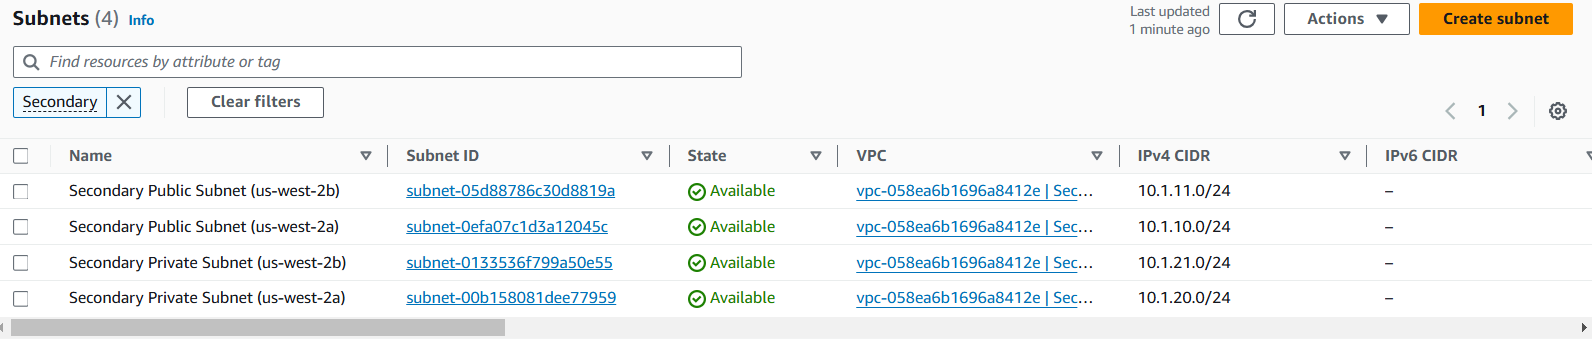 Subnets (4) Info
Last updated
1 minute ago
Actions
Create subnet
Find resources by attribute or tag
Secondary
Clear filters
1
Name Subnet ID State VPC IPv4 CIDR IPv6 CIDR
Secondary Public Subnet (us-west-2b) subnet-05d88786c30d8819a Available vpc-058ea6b1696a8412e | Sec... 10.1.11.0/24 –
Secondary Public Subnet (us-west-2a) subnet-0efa07c1d3a12045c Available vpc-058ea6b1696a8412e | Sec... 10.1.10.0/24 –
Secondary Private Subnet (us-west-2b) subnet-0133536f799a50e55 Available vpc-058ea6b1696a8412e | Sec... 10.1.21.0/24 –
Secondary Private Subnet (us-west-2a) subnet-00b158081dee77959 Available vpc-058ea6b1696a8412e | Sec... 10.1.20.0/24 –